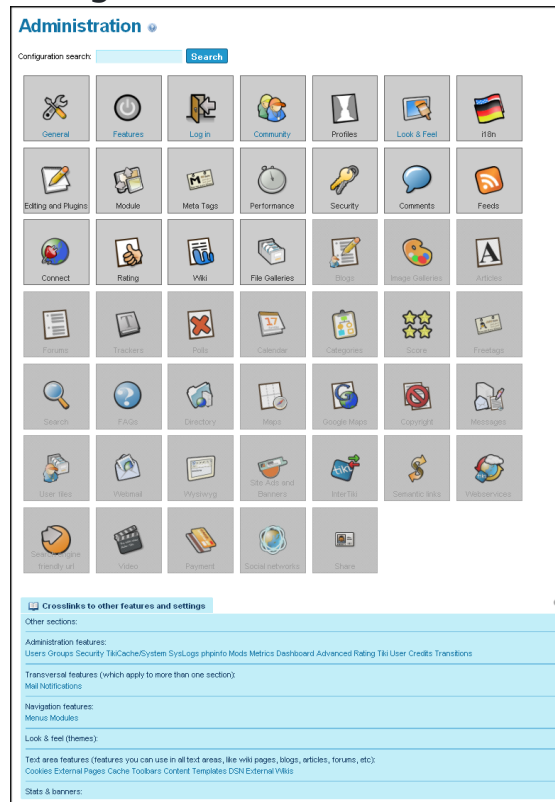 Administration
Configuration search: Search
General Features Log in Community Profiles Look & Feel i18n
Editing and Plugins Module Meta Tags Performance Security Comments Feeds
Connect Rating Wiki File Galleries Blogs Image Galleries Articles
Forums Trackers Polls Calendar Categories Score Freetags
Search FAQs Directory Maps Google Maps Copyright Messages
User files Webmail Wysiwyg Site Ads and Banners InterTiki Semantic links Webservices
Search engine friendly url Video Payment Social networks Share
Crosslinks to other features and settings
Other sections:
Administration features:
Users Groups Security TikiCache/System SysLogs phpinfo Mods Metrics Dashboard Advanced Rating Tiki User Credits Transitions
Transversal features (which apply to more than one section):
Mail Notifications
Navigation features:
Menus Modules
Look & feel (themes):
Text area features (features you can use in all text areas, like wiki pages, blogs, articles, forums, etc):
Cookies External Pages Cache Toolbars Content Templates DSN External Wikis
Stats & banners: